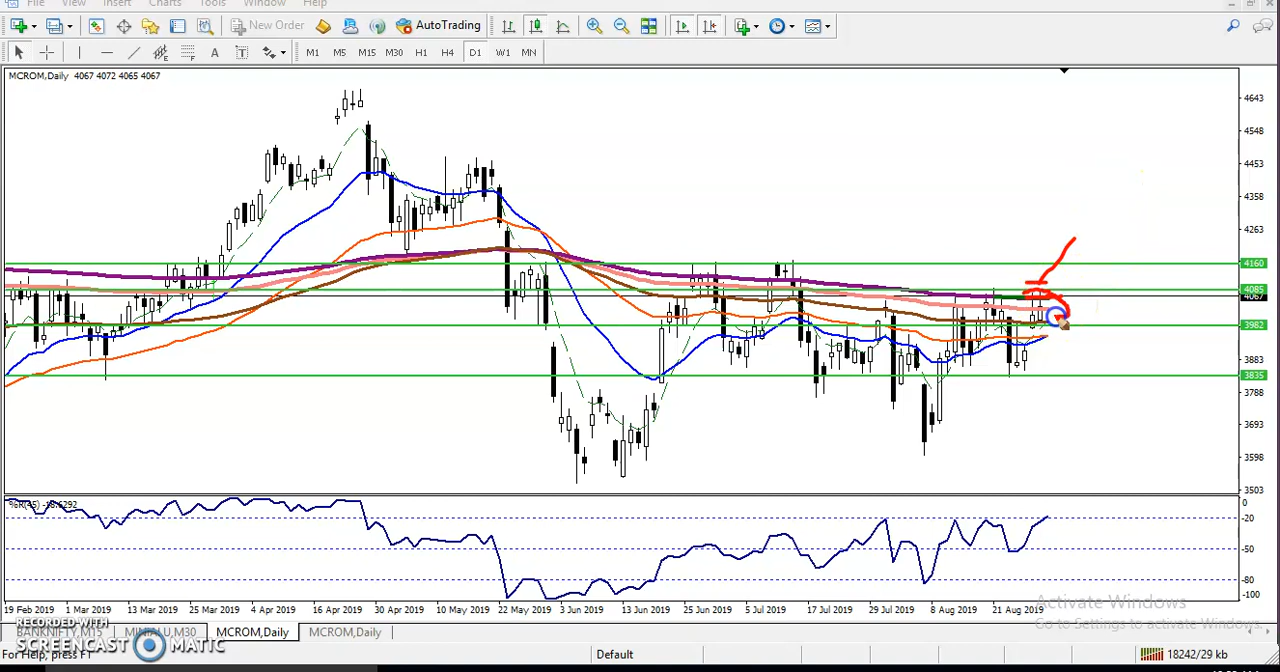 File View Insert Charts Tools Window Help
New Order AutoTrading
A T M1 M5 M15 M30 H1 H4 D1 W1 MN
MCROM,Daily 4067 4072 4065 4067
4643
4548
4453
4358
4263
4160
4085
4067
3982
3883
3835
3788
3693
3598
3503
%R(45) -18.6292
0
-20
-50
-80
-100
19 Feb 2019 1 Mar 2019 13 Mar 2019 25 Mar 2019 4 Apr 2019 16 Apr 2019 30 Apr 2019 10 May 2019 22 May 2019 3 Jun 2019 13 Jun 2019 25 Jun 2019 5 Jul 2019 17 Jul 2019 29 Jul 2019 8 Aug 2019 21 Aug 2019
Activate Windows
Go to Settings to activate Windows.
BANKNIFTY,M15 MINIALU,M30 MCROM,Daily MCROM,Daily
RECORDED WITH
SCREENCAST MATIC
For Help, press F1 Default 18242/29 kb